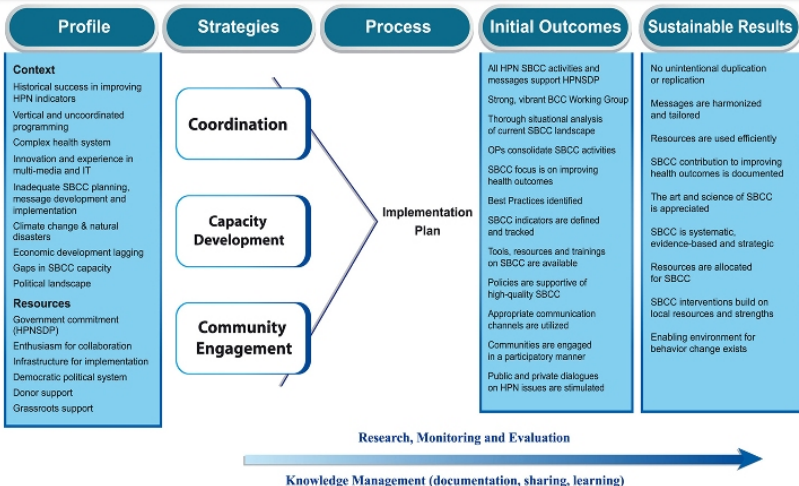 Profile
Strategies
Process
Initial Outcomes
Sustainable Results
Context
Historical success in improving
HPN indicators
Vertical and uncoordinated
programming
Complex health system
Innovation and experience in
multi-media and IT
Inadequate SBCC planning,
message development and
implementation
Climate change & natural
disasters
Economic development lagging
Gaps in SBCC capacity
Political landscape
Resources
Government commitment
(HPNSDP)
Enthusiasm for collaboration
Infrastructure for implementation
Democratic political system
Donor support
Grassroots support
Coordination
Capacity
Development
Community
Engagement
Implementation
Plan
All HPN SBCC activities and
messages support HPNSDP
Strong, vibrant BCC Working Group
Thorough situational analysis
of current SBCC landscape
OPs consolidate SBCC activities
SBCC focus on improving
health outcomes
Best Practices identified
SBCC indicators are defined
and tracked
Tools, resources and trainings
on SBCC are available
Policies are supportive of
high-quality SBCC
Appropriate communication
channels are utilized
Communities are engaged
in a participatory manner
Public and private dialogues
on HPN issues are stimulated
No unintentional duplication
or replication
Messages are harmonized
and tailored
Resources are used efficiently
SBCC contribution to improving
health outcomes is documented
The art and science of SBCC
is appreciated
SBCC is systematic,
evidence-based and strategic
Resources are allocated
for SBCC
SBCC interventions build on
local resources and strengths
Enabling environment for
behavior change exists
Research, Monitoring and Evaluation
Knowledge Management (documentation, sharing, learning)